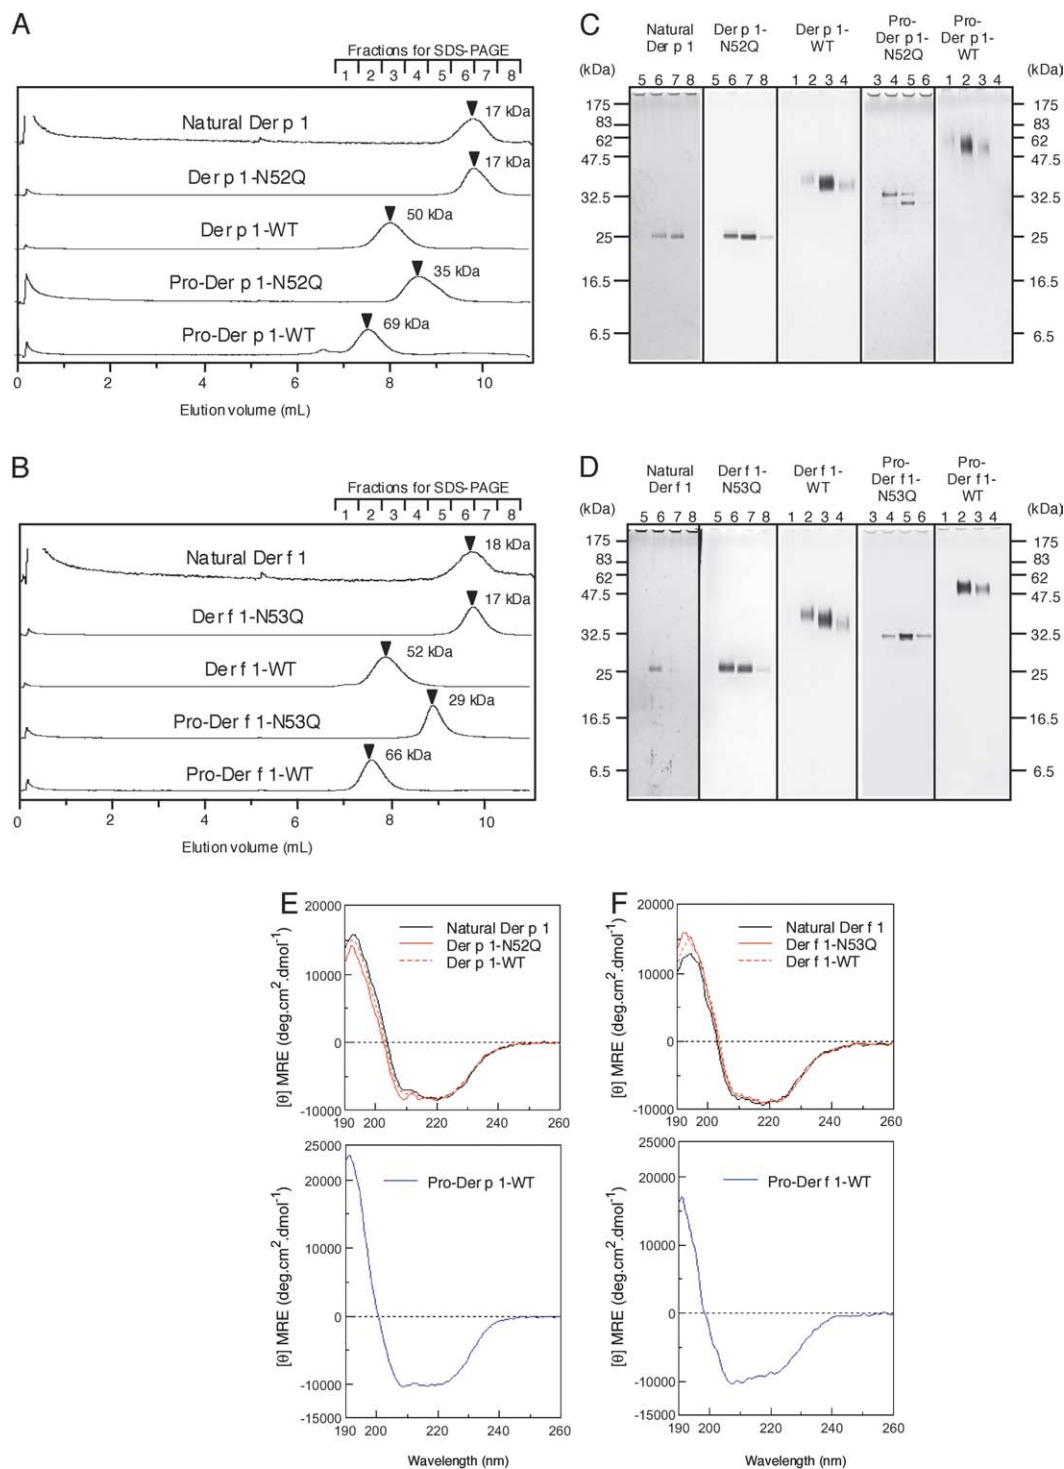 A
Fractions for SDS-PAGE
1 2 3 4 5 6 7 8
Natural Der p 1
17 kDa
Der p 1-N52Q
17 kDa
Der p 1-WT
50 kDa
Pro-Der p 1-N52Q
35 kDa
Pro-Der p 1-WT
69 kDa
0 2 4 6 8 10
Elution volume (mL)
C
Natural Der p 1
Der p 1-N52Q
Der p 1-WT
Pro-Der p 1-N52Q
Pro-Der p 1-WT
(kDa) 5 6 7 8 5 6 7 8 1 2 3 4 3 4 5 6 1 2 3 4 (kDa)
175 175
83 83
62 62
47.5 47.5
32.5 32.5
25 25
16.5 16.5
6.5 6.5
B
Fractions for SDS-PAGE
1 2 3 4 5 6 7 8
Natural Der f 1
18 kDa
Der f 1-N53Q
17 kDa
Der f 1-WT
52 kDa
Pro-Der f 1-N53Q
29 kDa
Pro-Der f 1-WT
66 kDa
0 2 4 6 8 10
Elution volume (mL)
D
Natural Der f 1
Der f 1-N53Q
Der f 1-WT
Pro-Der f 1-N53Q
Pro-Der f 1-WT
(kDa) 5 6 7 8 5 6 7 8 1 2 3 4 3 4 5 6 1 2 3 4 (kDa)
175 175
83 83
62 62
47.5 47.5
32.5 32.5
25 25
16.5 16.5
6.5 6.5
E
[θ] MRE (deg.cm².dmol⁻¹)
20000
10000
0
-10000
Natural Der p 1
Der p 1-N52Q
Der p 1-WT
190 200 220 240 260
[θ] MRE (deg.cm².dmol⁻¹)
25000
20000
10000
0
-10000
-15000
Pro-Der p 1-WT
190 200 220 240 260
Wavelength (nm)
F
[θ] MRE (deg.cm².dmol⁻¹)
20000
10000
0
-10000
Natural Der f 1
Der f 1-N53Q
Der f 1-WT
190 200 220 240 260
[θ] MRE (deg.cm².dmol⁻¹)
25000
20000
10000
0
-10000
-15000
Pro-Der f 1-WT
190 200 220 240 260
Wavelength (nm)